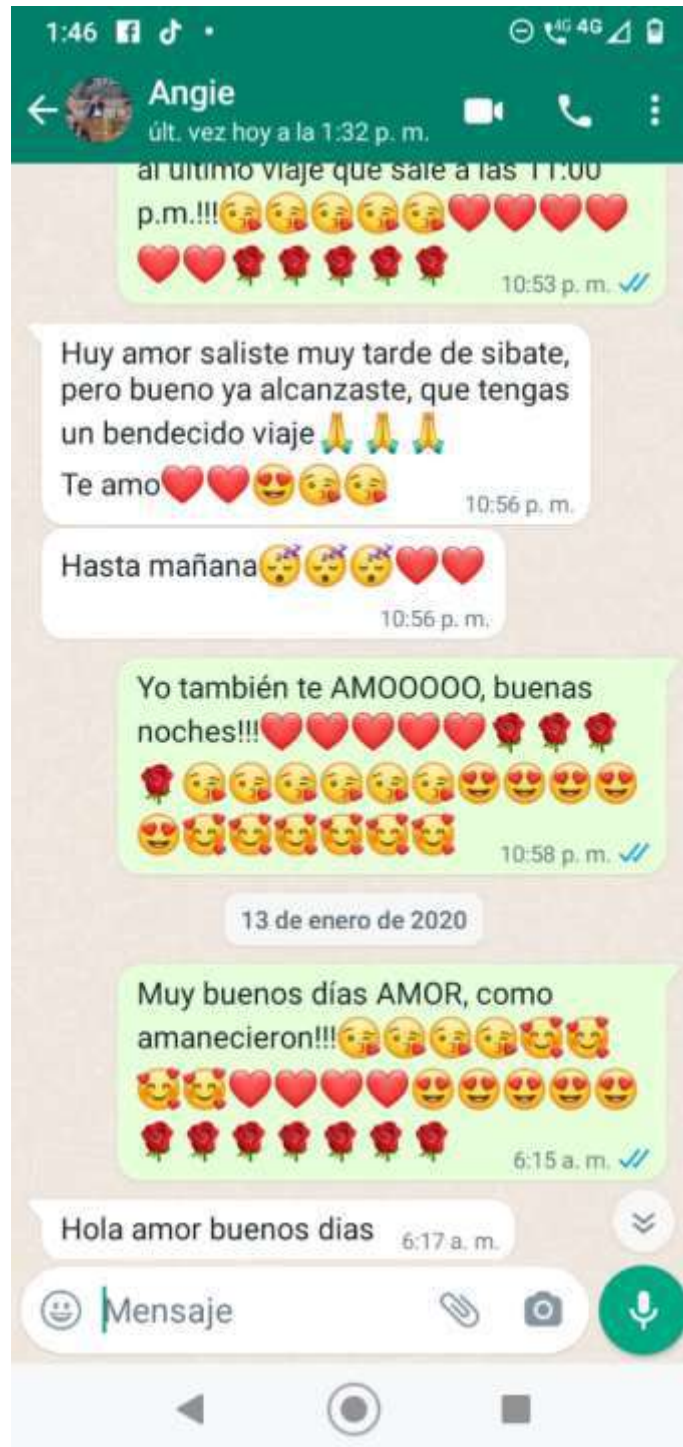 1:46
4G 4G
Angie
últ. vez hoy a la 1:32 p. m.
al último viaje que sale a las 11:00
p.m.!!!😘😘😘😘😘❤️❤️❤️❤️
❤️❤️🌹🌹🌹🌹🌹
10:53 p. m.
Huy amor saliste muy tarde de sibate,
pero bueno ya alcanzaste, que tengas
un bendecido viaje🙏🙏🙏
Te amo❤️❤️😍😘😘
10:56 p. m.
Hasta mañana😴😴😴❤️❤️
10:56 p. m.
Yo también te AMOOOOO, buenas
noches!!!❤️❤️❤️❤️❤️🌹🌹🌹
🌹😘😘😘😘😘😘😍😍😍😍
😍🥰🥰🥰🥰🥰🥰
10:58 p. m.
13 de enero de 2020
Muy buenos días AMOR, como
amanecieron!!!😘😘😘😘🥰🥰
🥰🥰❤️❤️❤️❤️😍😍😍😍😍
🌹🌹🌹🌹🌹🌹🌹
6:15 a. m.
Hola amor buenos dias
6:17 a. m.
Mensaje